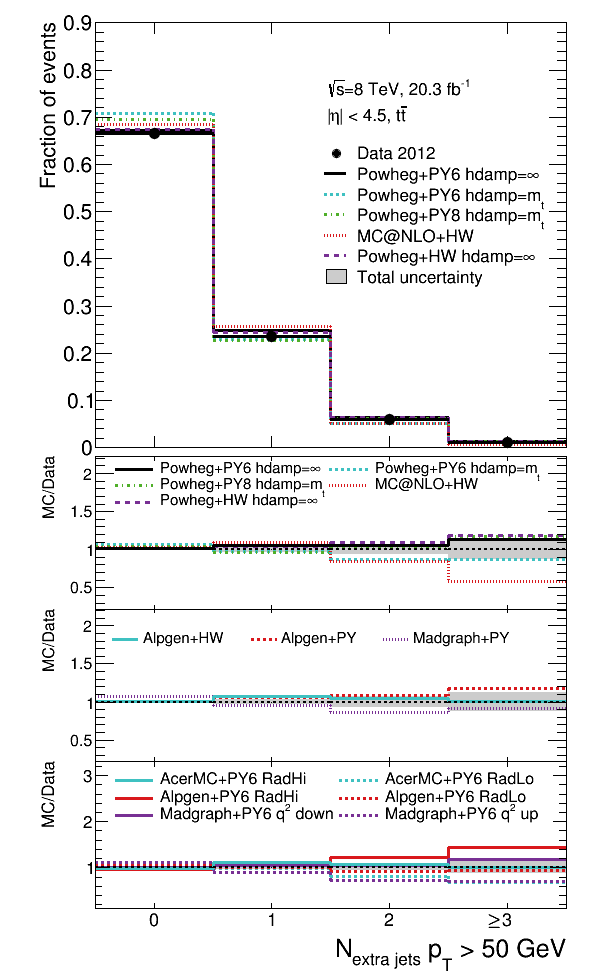 Fraction of events
0.9
0.8
0.7
0.6
0.5
0.4
0.3
0.2
0.1
0
√s=8 TeV, 20.3 fb⁻¹
|η| < 4.5, tt̄
Data 2012
Powheg+PY6 hdamp=∞
Powheg+PY6 hdamp=mₜ
Powheg+PY8 hdamp=mₜ
MC@NLO+HW
Powheg+HW hdamp=∞
Total uncertainty
MC/Data
2
1.5
1
0.5
Powheg+PY6 hdamp=∞ Powheg+PY6 hdamp=mₜ
Powheg+PY8 hdamp=mₜ MC@NLO+HW
Powheg+HW hdamp=∞
MC/Data
2
1.5
1
0.5
Alpgen+HW Alpgen+PY Madgraph+PY
MC/Data
3
2
1
AcerMC+PY6 RadHi AcerMC+PY6 RadLo
Alpgen+PY6 RadHi Alpgen+PY6 RadLo
Madgraph+PY6 q² down Madgraph+PY6 q² up
0 1 2 ≥3
N_extra jets p_T > 50 GeV